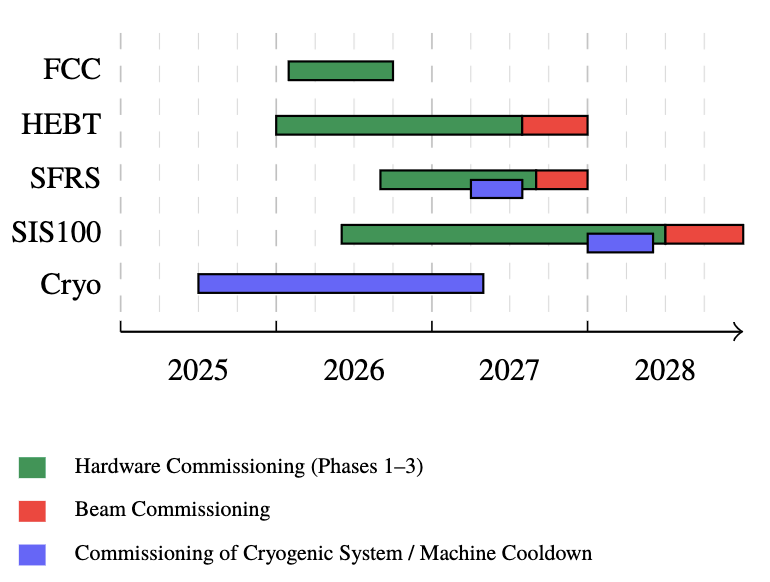 FCC
HEBT
SFRS
SIS100
Cryo
2025 2026 2027 2028
Hardware Commissioning (Phases 1–3)
Beam Commissioning
Commissioning of Cryogenic System / Machine Cooldown